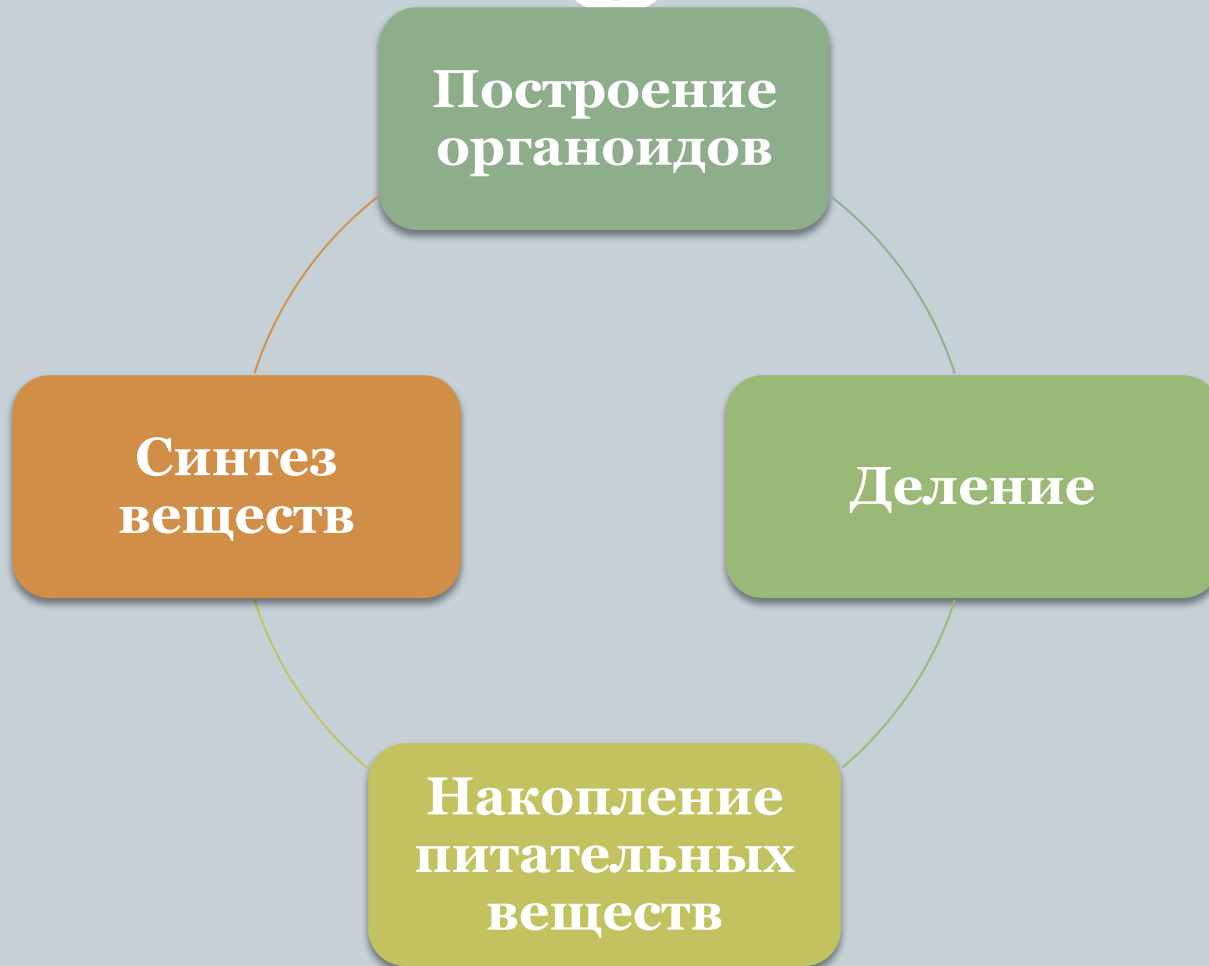 Построение
органоидов
Синтез
веществ
Деление
Накопление
питательных
веществ